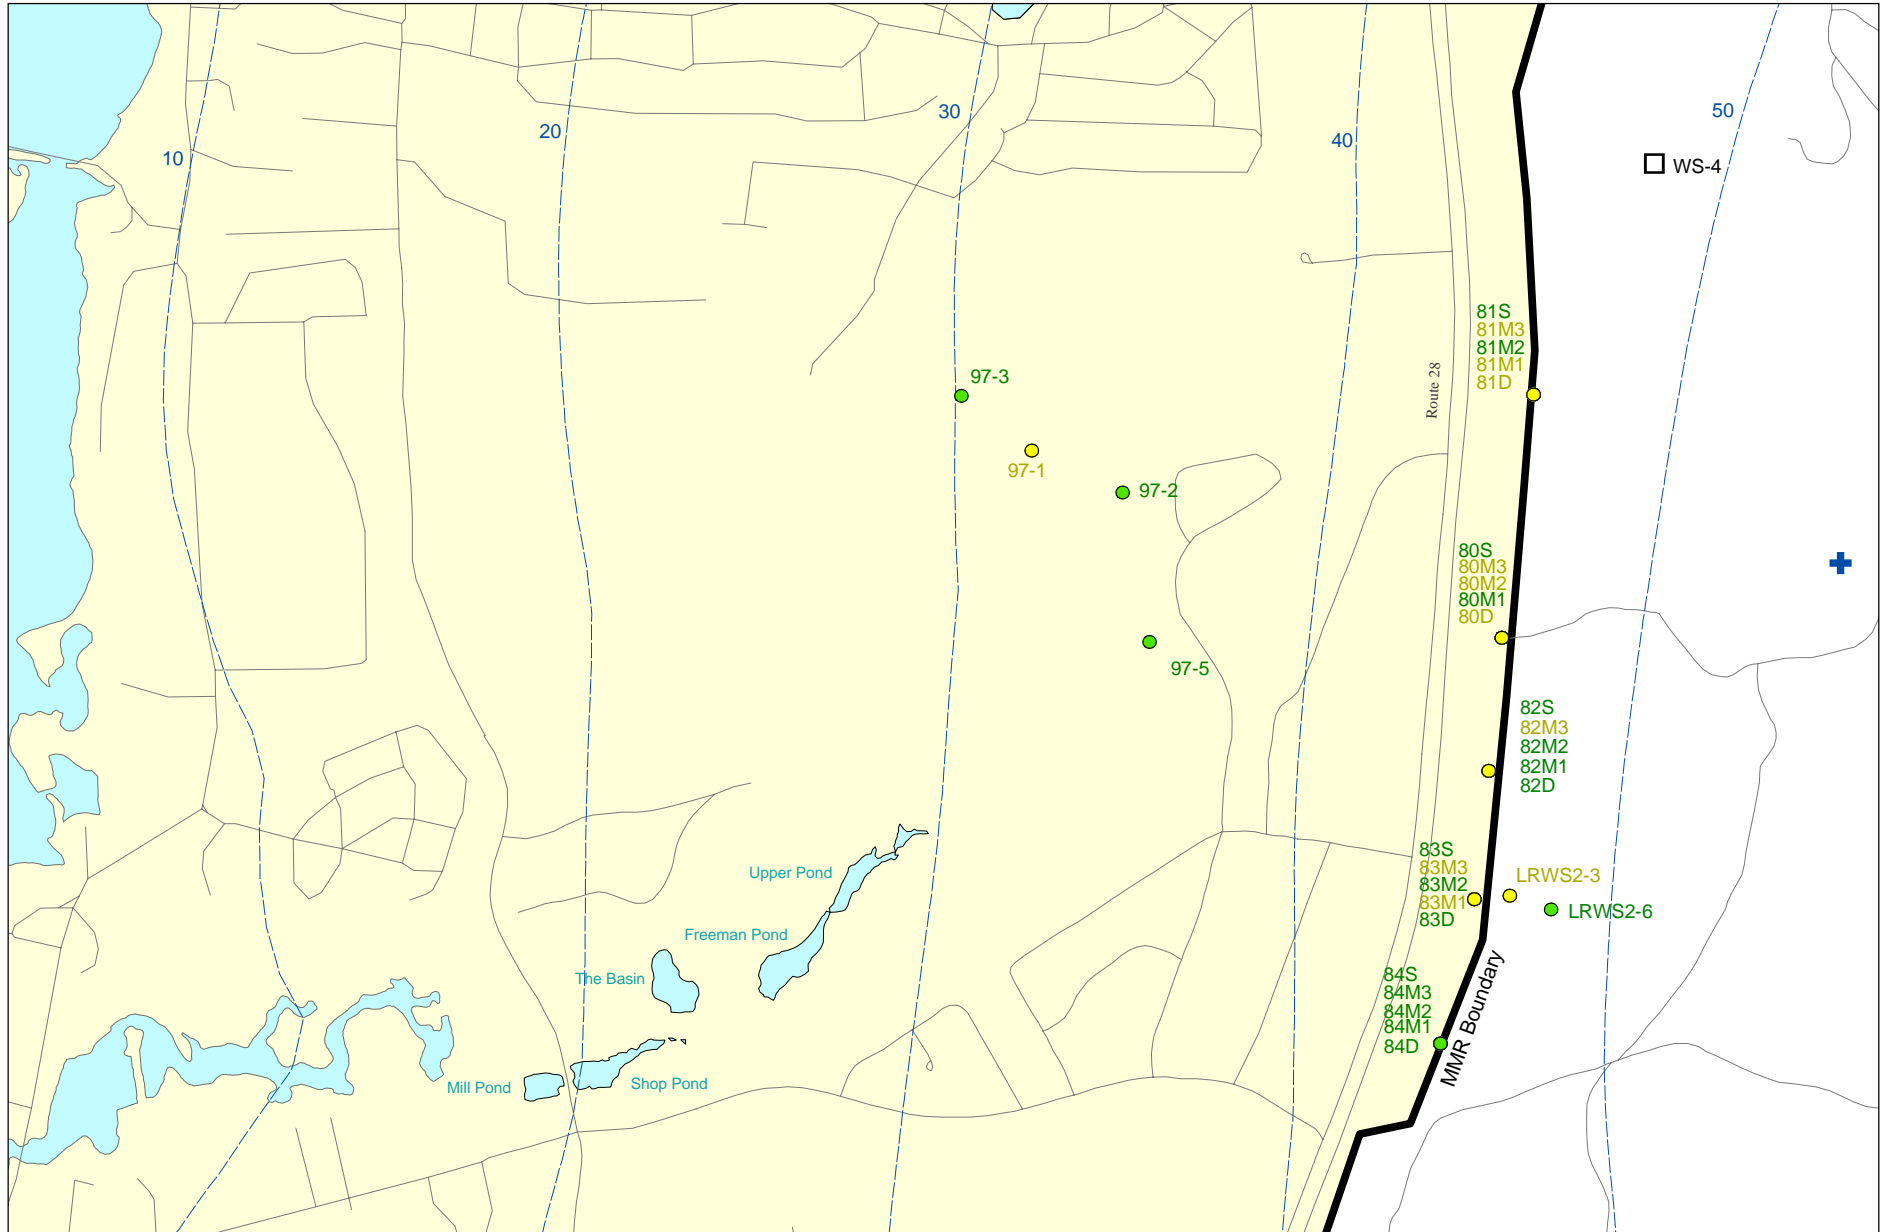 10
20
30
40
50
WS-4
81S
81M3
81M2
81M1
81D
Route 28
97-3
97-1
97-2
80S
80M3
80M2
80M1
80D
97-5
82S
82M3
82M2
82M1
82D
83S
83M3
83M2
83M1
83D
LRWS2-3
LRWS2-6
Upper Pond
Freeman Pond
The Basin
84S
84M3
84M2
84M1
84D
MMR Boundary
Mill Pond
Shop Pond